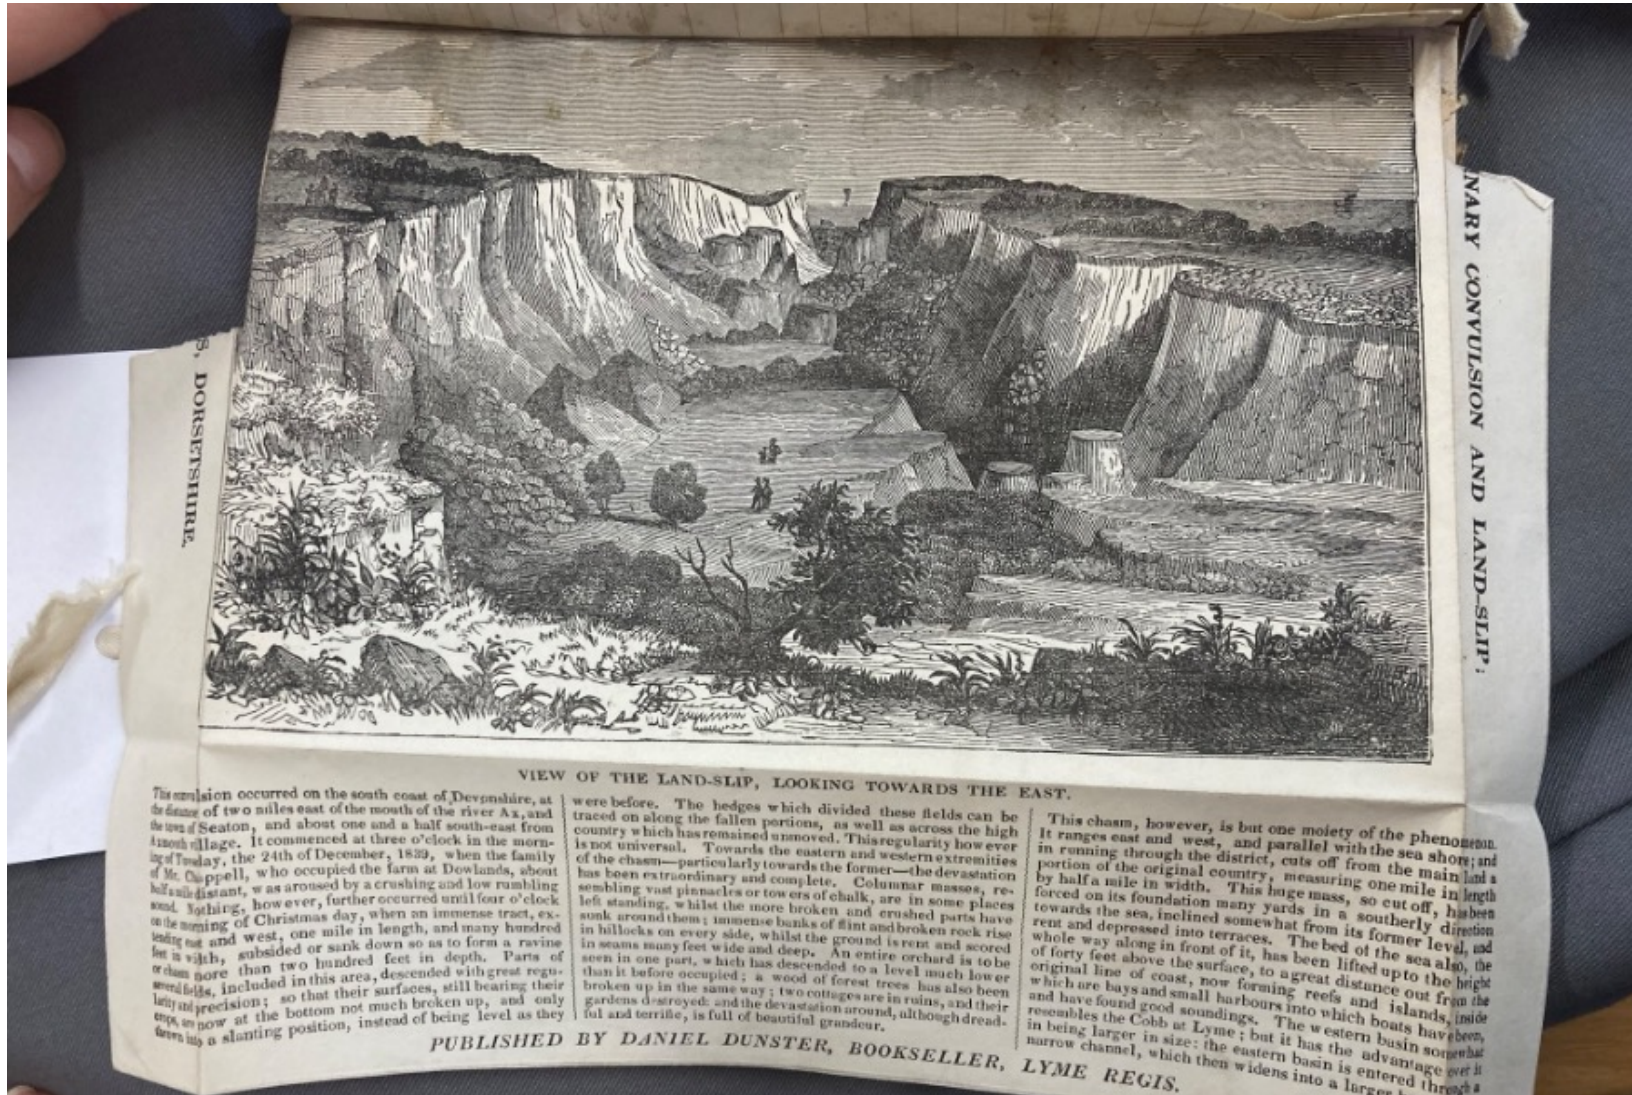 S, DORSETSHIRE.
NARY CONVULSION AND LAND-SLIP:
VIEW OF THE LAND-SLIP, LOOKING TOWARDS THE EAST.
This convulsion occurred on the south coast of Devonshire, at
the distance of two miles east of the mouth of the river Ax, and
the town of Seaton, and about one and a half south-east from
Axmouth village. It commenced at three o'clock in the morn-
ing of Tuesday, the 24th of December, 1839, when the family
of Mr. Chappell, who occupied the farm at Dowlands, about
half a mile distant, was aroused by a crushing and low rumbling
sound. Nothing, however, further occurred until four o'clock
on the morning of Christmas day, when an immense tract, ex-
tending east and west, one mile in length, and many hundred
feet in width, subsided or sank down so as to form a ravine
or chasm more than two hundred feet in depth. Parts of
several fields, included in this area, descended with great regu-
larity and precision; so that their surfaces, still bearing their
crops, are now at the bottom not much broken up, and only
thrown into a slanting position, instead of being level as they
were before. The hedges which divided these fields can be
traced on along the fallen portions, as well as across the high
country which has remained unmoved. This regularity however
is not universal. Towards the eastern and western extremities
of the chasm—particularly towards the former—the devastation
has been extraordinary and complete. Columnar masses, re-
sembling vast pinnacles or towers of chalk, are in some places
left standing, whilst the more broken and crushed parts have
sunk around them; immense banks of flint and broken rock rise
in hillocks on every side, whilst the ground is rent and scored
in seams many feet wide and deep. An entire orchard is to be
seen in one part, which has descended to a level much lower
than it before occupied; a wood of forest trees has also been
broken up in the same way; two cottages are in ruins, and their
gardens destroyed: and the devastation around, although dread-
ful and terrific, is full of beautiful grandeur.
This chasm, however, is but one moiety of the phenomenon.
It ranges east and west, and parallel with the sea shore; and
in running through the district, cuts off from the main land a
portion of the original country, measuring one mile in length
by half a mile in width. This huge mass, so cut off, has been
forced on its foundation many yards in a southerly direction
towards the sea, inclined somewhat from its former level, and
rent and depressed into terraces. The bed of the sea also, the
whole way along in front of it, has been lifted up to the height
of forty feet above the surface, to a great distance out from the
original line of coast, now forming reefs and islands, inside
which are bays and small harbours into which boats have been,
and have found good soundings. The western basin somewhat
resembles the Cobb at Lyme; but it has the advantage over it
in being larger in size: the eastern basin is entered through a
narrow channel, which then widens into a larger
PUBLISHED BY DANIEL DUNSTER, BOOKSELLER, LYME REGIS.